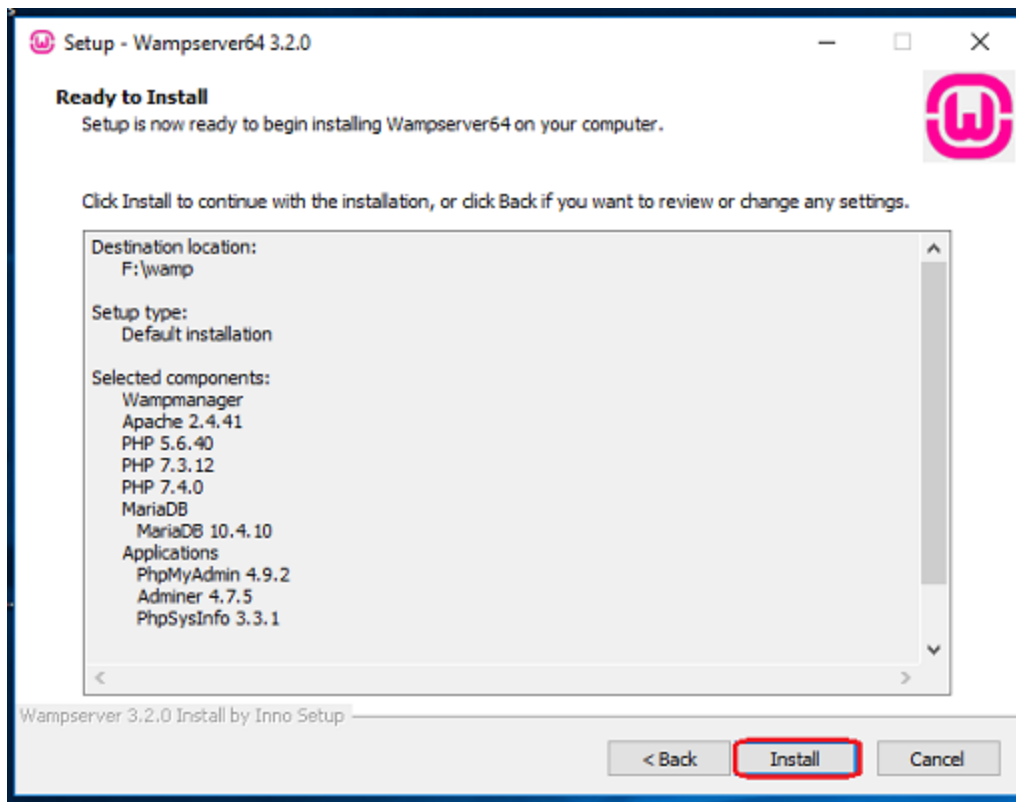 Setup - Wampserver64 3.2.0
Ready to Install
Setup is now ready to begin installing Wampserver64 on your computer.
Click Install to continue with the installation, or click Back if you want to review or change any settings.
Destination location:
F:\wamp
Setup type:
Default installation
Selected components:
Wampmanager
Apache 2.4.41
PHP 5.6.40
PHP 7.3.12
PHP 7.4.0
MariaDB
MariaDB 10.4.10
Applications
PhpMyAdmin 4.9.2
Adminer 4.7.5
PhpSysInfo 3.3.1
Wampserver 3.2.0 Install by Inno Setup
< Back
Install
Cancel